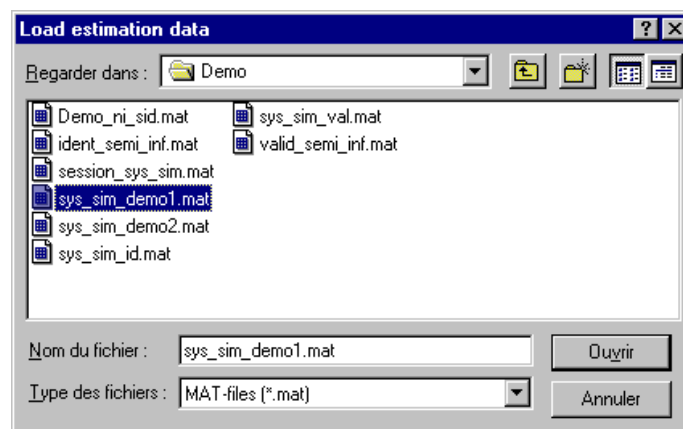 Load estimation data
Regarder dans : Demo
Demo_ni_sid.mat
ident_semi_inf.mat
session_sys_sim.mat
sys_sim_demo1.mat
sys_sim_demo2.mat
sys_sim_id.mat
sys_sim_val.mat
valid_semi_inf.mat
Nom du fichier : sys_sim_demo1.mat Ouvrir
Type des fichiers : MAT-files (*.mat) Annuler